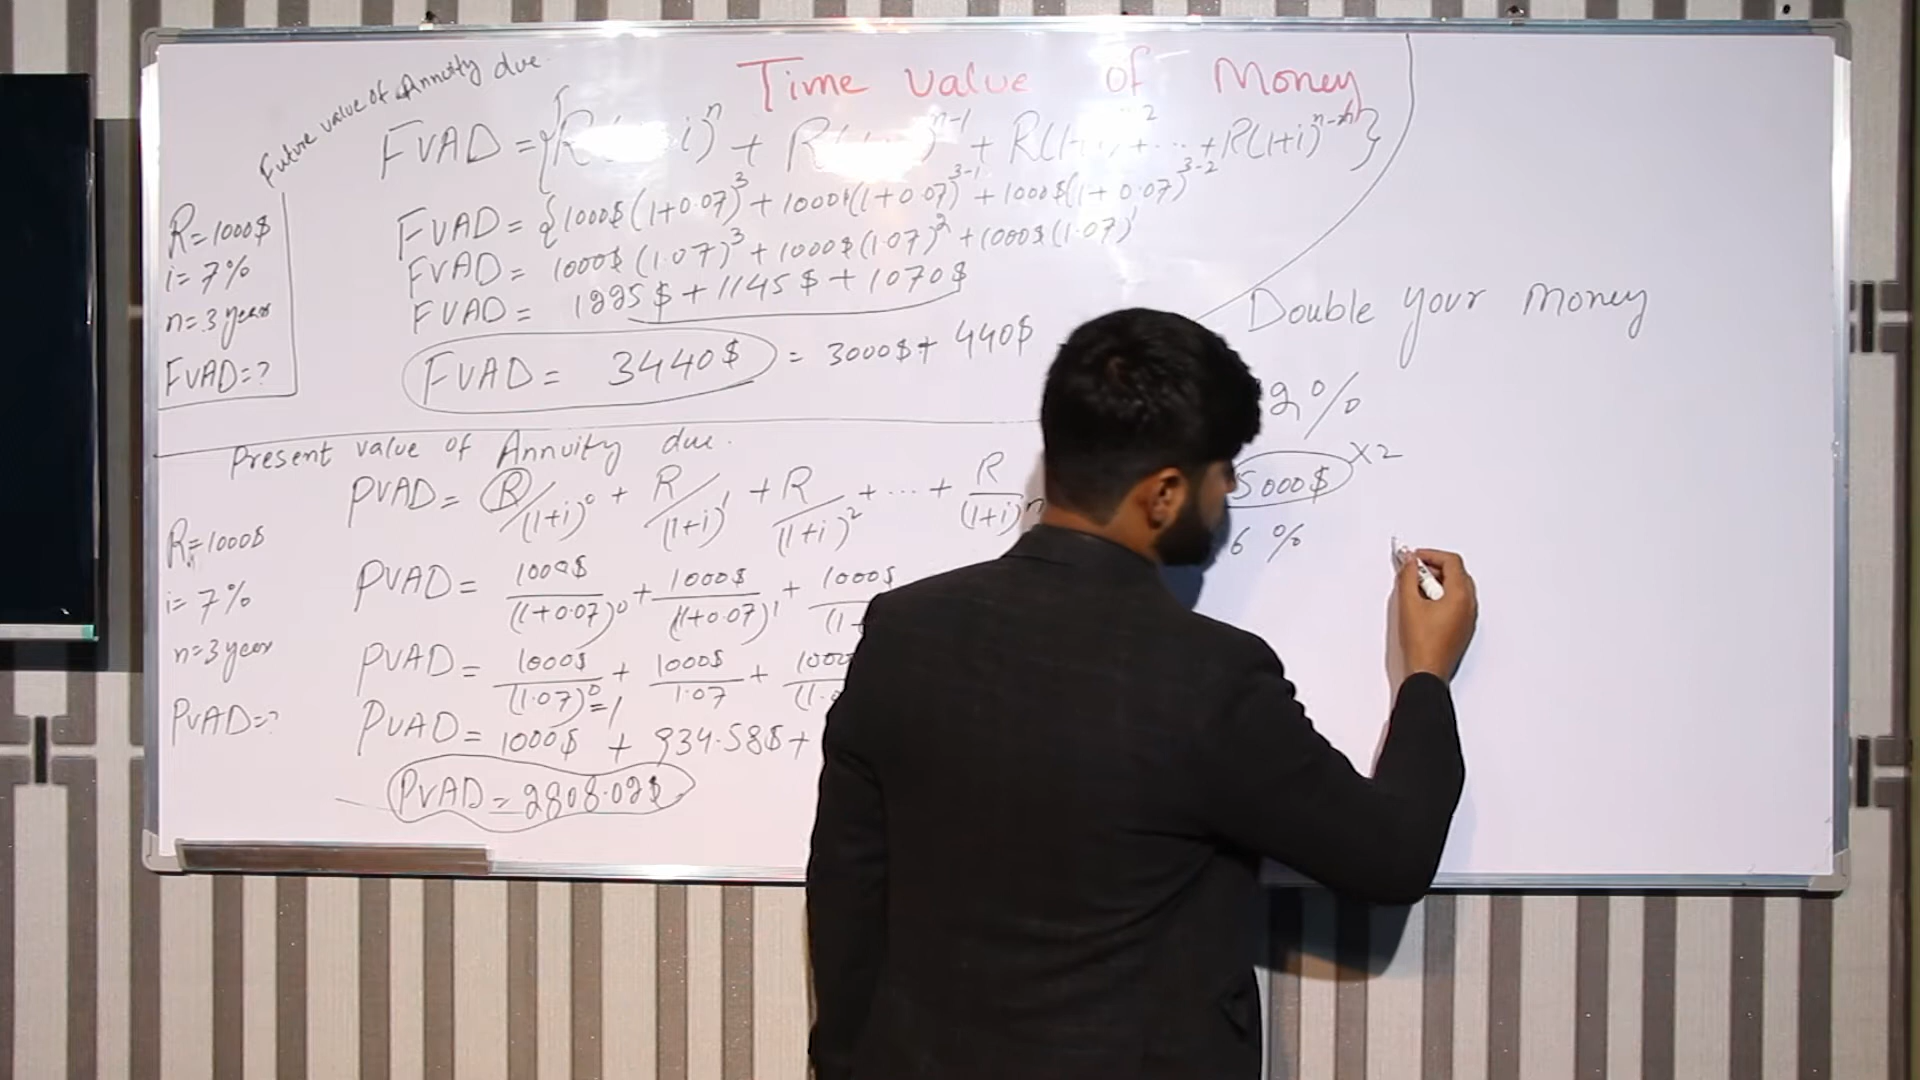 Time value of Money
Future value of Annuity due.
FVAD = {R i)^n + R( )^n-1 + R(1+ )^2 + ... + R(1+i)^n-n}
R=1000$
i=7%
n=3 year
FVAD=?
FVAD = {1000$(1+0.07)^3 + 1000$(1+0.07)^3-1 + 1000$(1+0.07)^3-2
FVAD = 1000$(1.07)^3 + 1000$(1.07)^2 + 1000$(1.07)^1
FVAD = 1225$ + 1145$ + 1070$
FVAD = 3440$ = 3000$ + 440$
Present value of Annuity due.
PVAD = R/(1+i)^0 + R/(1+i)^1 + R/(1+i)^2 + ... + R/(1+i)^n
R=1000$
i=7%
n=3 year
PVAD=?
PVAD = 1000$/(1+0.07)^0 + 1000$/(1+0.07)^1 + 1000$/(1+
PVAD = 1000$/(1.07)^0=1 + 1000$/1.07 + 1000/(1.0
PVAD = 1000$ + 934.58$ +
PVAD = 2808.02$
Double your Money
2%
5000$ X2
6 %